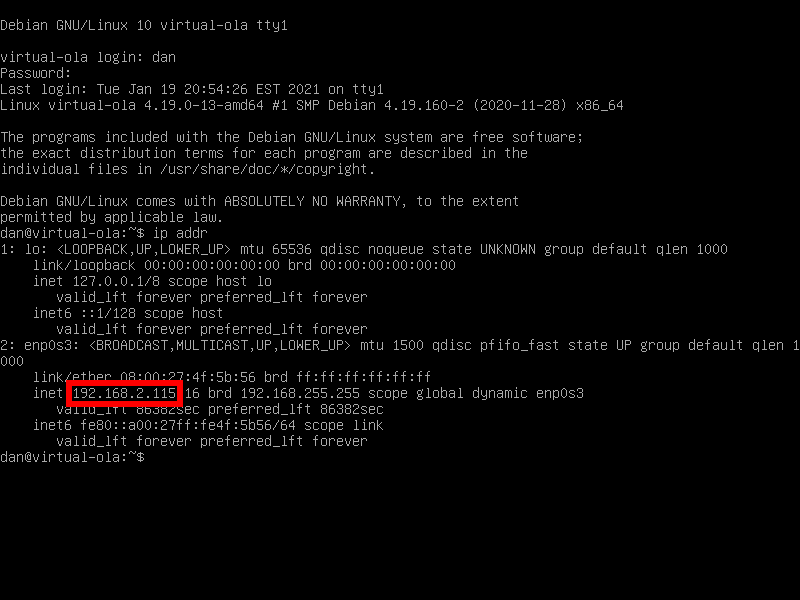 Debian GNU/Linux 10 virtual-ola tty1
virtual-ola login: dan
Password:
Last login: Tue Jan 19 20:54:26 EST 2021 on tty1
Linux virtual-ola 4.19.0-13-amd64 #1 SMP Debian 4.19.160-2 (2020-11-28) x86_64
The programs included with the Debian GNU/Linux system are free software;
the exact distribution terms for each program are described in the
individual files in /usr/share/doc/*/copyright.
Debian GNU/Linux comes with ABSOLUTELY NO WARRANTY, to the extent
permitted by applicable law.
dan@virtual-ola:~$ ip addr
1: lo: <LOOPBACK,UP,LOWER_UP> mtu 65536 qdisc noqueue state UNKNOWN group default qlen 1000
link/loopback 00:00:00:00:00:00 brd 00:00:00:00:00:00
inet 127.0.0.1/8 scope host lo
valid_lft forever preferred_lft forever
inet6 ::1/128 scope host
valid_lft forever preferred_lft forever
2: enp0s3: <BROADCAST,MULTICAST,UP,LOWER_UP> mtu 1500 qdisc pfifo_fast state UP group default qlen 1
000
link/ether 08:00:27:4f:5b:56 brd ff:ff:ff:ff:ff:ff
inet 192.168.2.115 16 brd 192.168.255.255 scope global dynamic enp0s3
valid_lft 86382sec preferred_lft 86382sec
inet6 fe80::a00:27ff:fe4f:5b56/64 scope link
valid_lft forever preferred_lft forever
dan@virtual-ola:~$